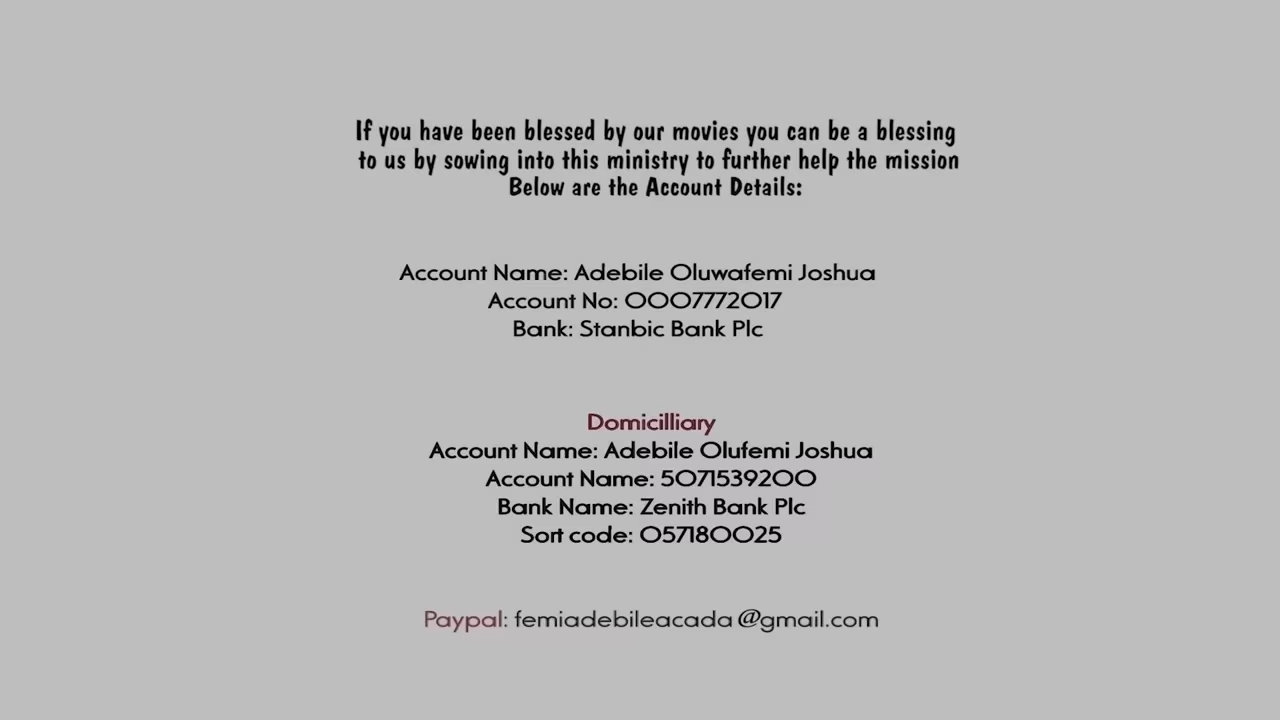 If you have been blessed by our movies you can be a blessing
to us by sowing into this ministry to further help the mission
Below are the Account Details:
Account Name: Adebile Oluwafemi Joshua
Account No: 0007772017
Bank: Stanbic Bank Plc
Domicilliary
Account Name: Adebile Olufemi Joshua
Account Name: 5071539200
Bank Name: Zenith Bank Plc
Sort code: 057180025
Paypal: femiadebileacada@gmail.com